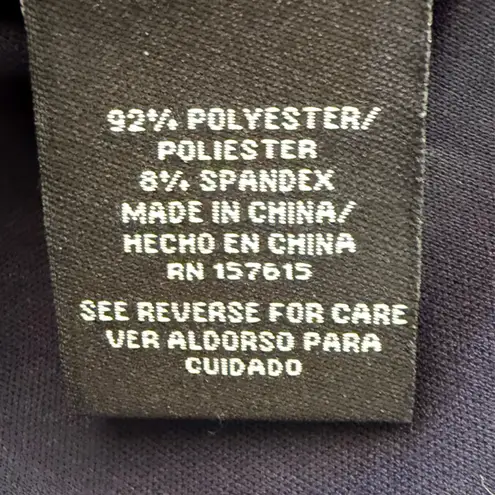 92% POLYESTER/
POLIESTER
8% SPANDEX
MADE IN CHINA/
HECHO EN CHINA
RN 157615
SEE REVERSE FOR CARE
VER ALDORSO PARA
CUIDADO